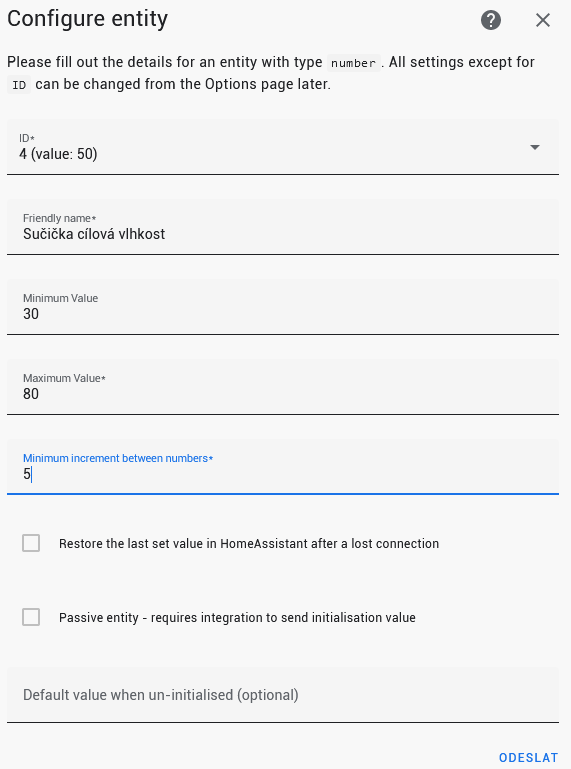 Configure entity
Please fill out the details for an entity with type number. All settings except for
ID can be changed from the Options page later.
ID*
4 (value: 50)
Friendly name*
Sučička cílová vlhkost
Minimum Value
30
Maximum Value*
80
Minimum increment between numbers*
5
Restore the last set value in HomeAssistant after a lost connection
Passive entity - requires integration to send initialisation value
Default value when un-initialised (optional)
ODESLAT